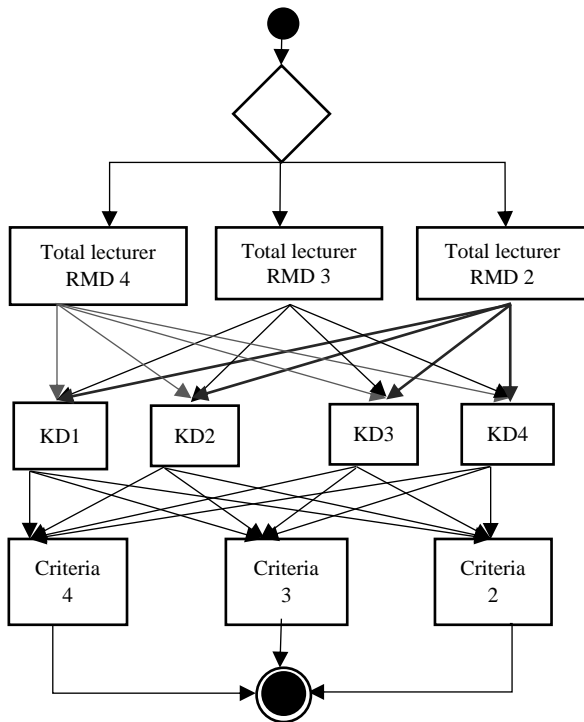 Total lecturer
RMD 4
Total lecturer
RMD 3
Total lecturer
RMD 2
KD1
KD2
KD3
KD4
Criteria
4
Criteria
3
Criteria
2